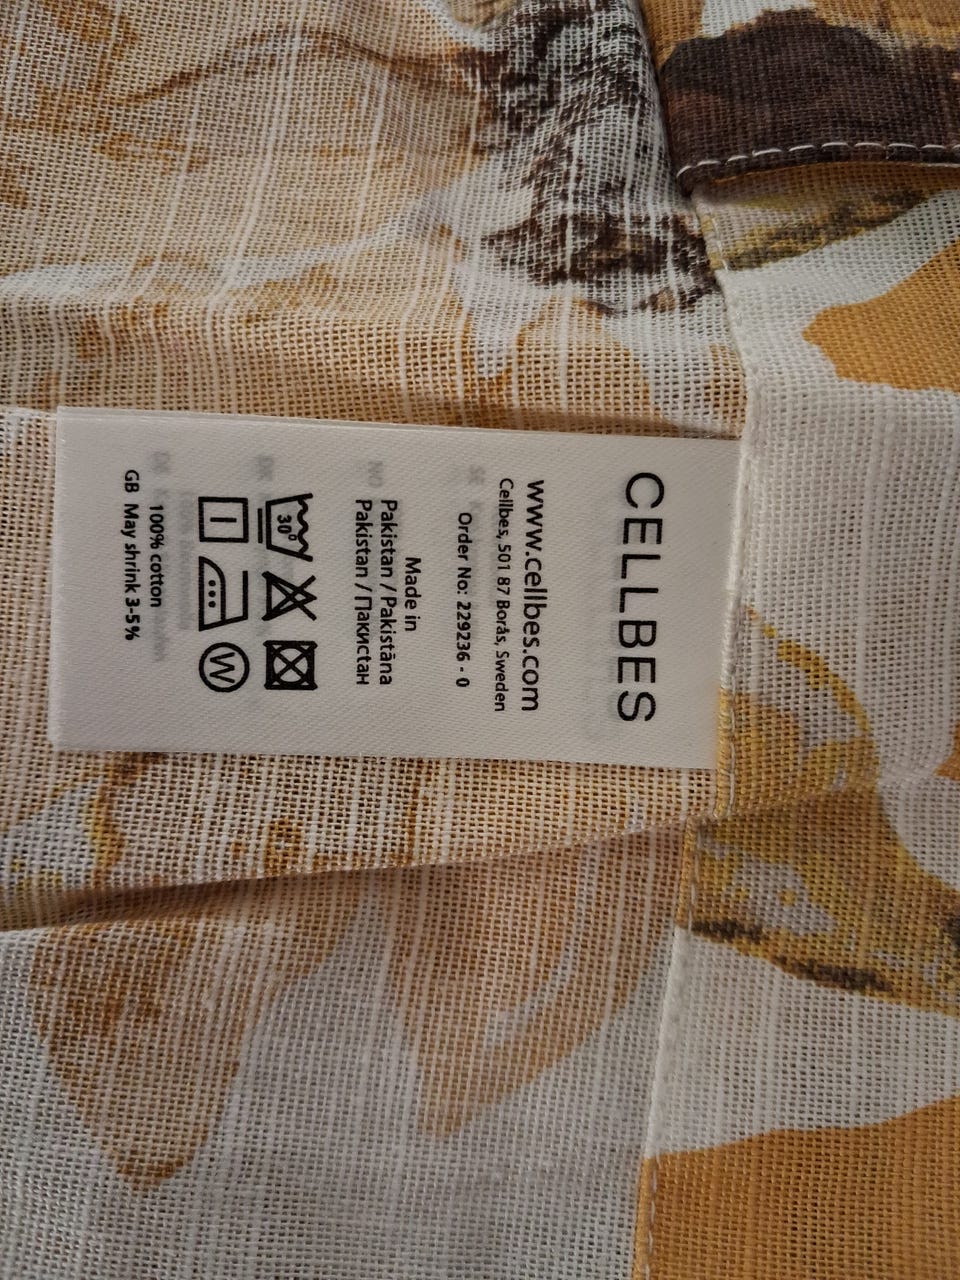 CELLBES
www.cellbes.com
Cellbes, 501 87 Borås, Sweden
Order No: 229236 - 0
Made in
Pakistan / Pakistāna
Pakistan / Пакистан
30°
W
100% cotton
GB May shrink 3-5%